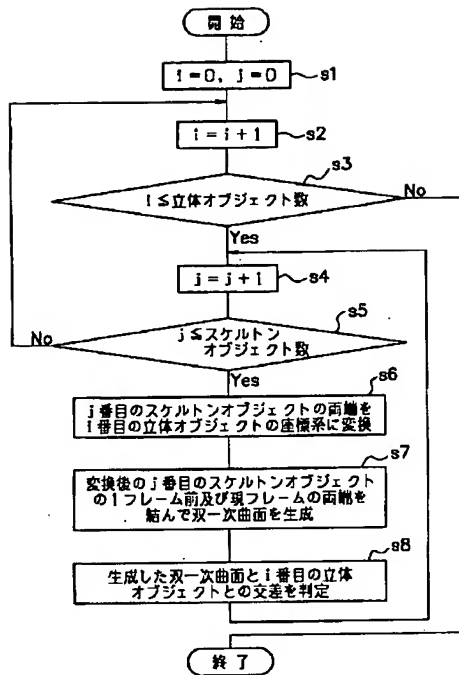 開始
i=0, j=0
s1
i=i+1
s2
s3
i≦立体オブジェクト数
No
Yes
j=j+1
s4
s5
j≦スケルトン
オブジェクト数
No
Yes
s6
j番目のスケルトンオブジェクトの両端を
i番目の立体オブジェクトの座標系に変換
s7
変換後のj番目のスケルトンオブジェクト
の1フレーム前及び現フレームの両端を
結んで双一次曲面を生成
s8
生成した双一次曲面とi番目の立体
オブジェクトとの交差を判定
終了